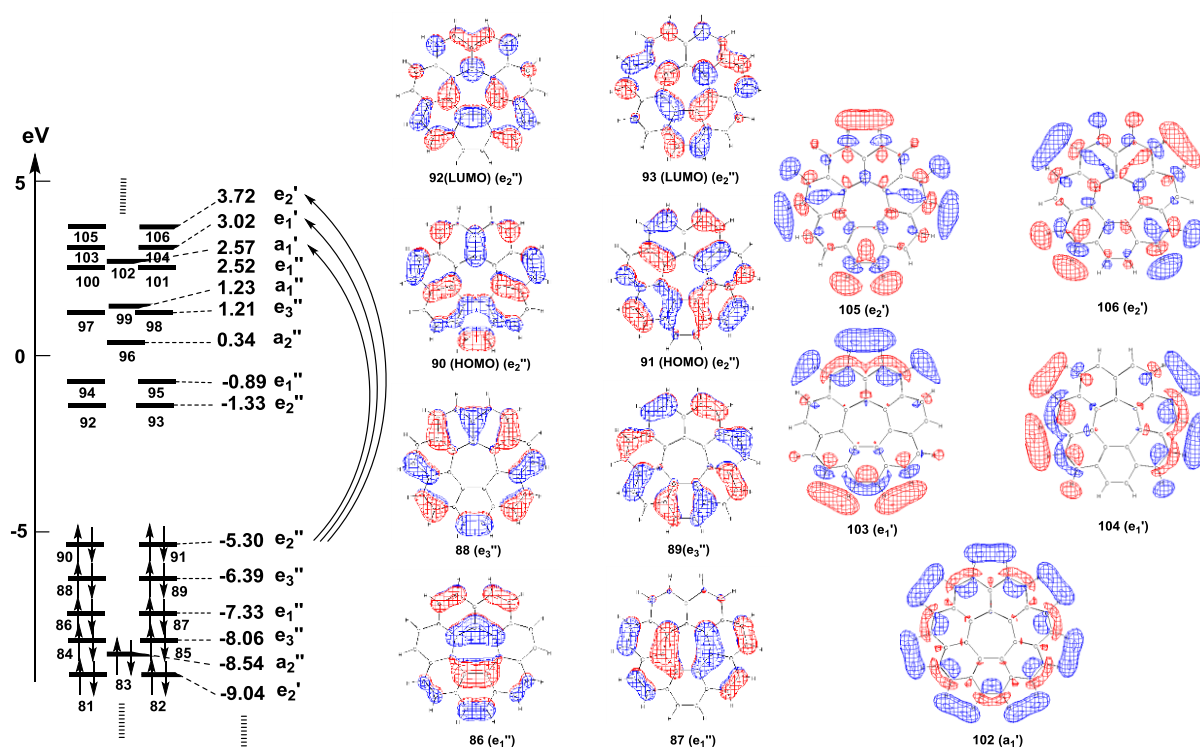 eV
5
0
-5
3.72 e2'
3.02 e1'
2.57 a1'
2.52 e1"
1.23 a1"
1.21 e3"
0.34 a2"
-0.89 e1"
-1.33 e2"
-5.30 e2"
-6.39 e3"
-7.33 e1"
-8.06 e3"
-8.54 a2"
-9.04 e2'
105 106
103 104
102
100 101
99
97 98
96
94 95
92 93
90 91
88 89
86 87
84 85
83
81 82
92(LUMO) (e2")
93 (LUMO) (e2")
90 (HOMO) (e2")
91 (HOMO) (e2")
88 (e3")
89(e3")
86 (e1")
87 (e1")
105 (e2')
106 (e2')
103 (e1')
104 (e1')
102 (a1')